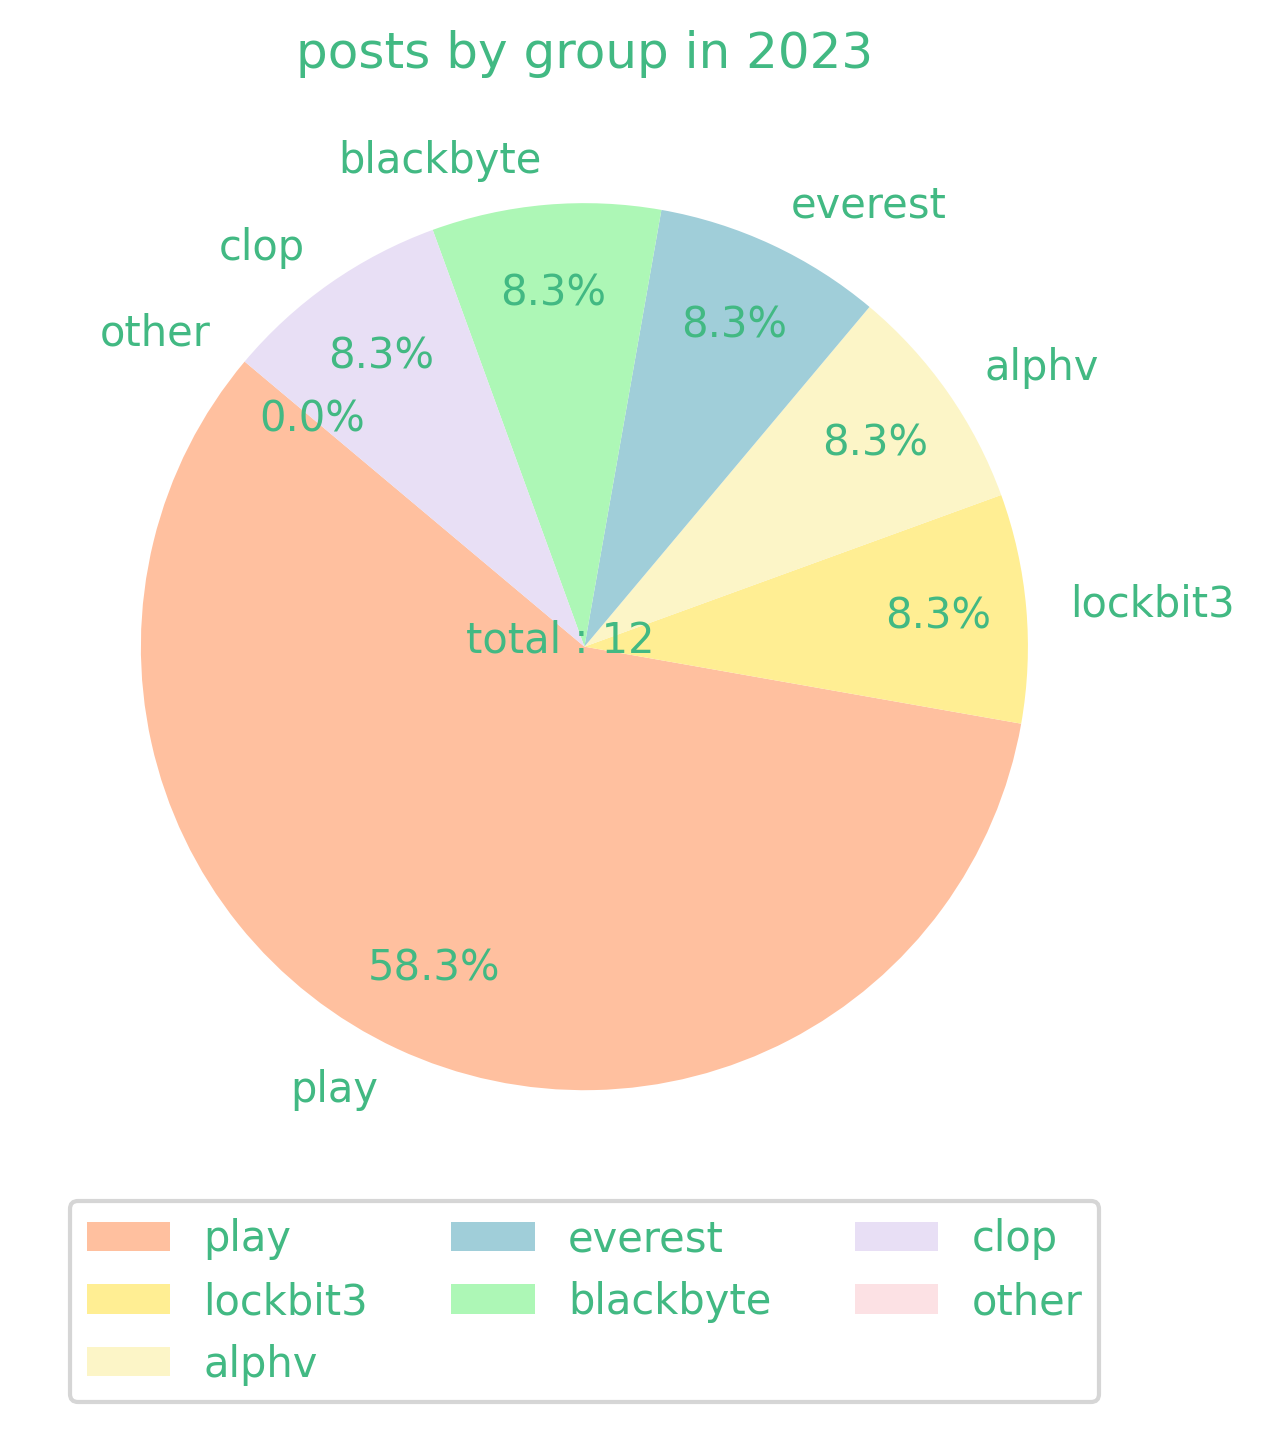 posts by group in 2023
blackbyte
everest
clop
other
alphv
8.3%
8.3%
8.3%
0.0%
8.3%
lockbit3
8.3%
total : 12
58.3%
play
play
everest
clop
lockbit3
blackbyte
other
alphv